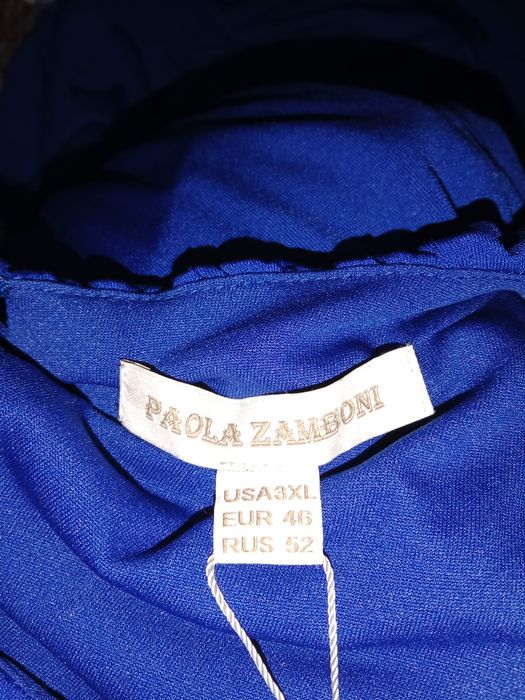 PAOLA ZAMBONI
USA3XL
EUR 46
RUS 52